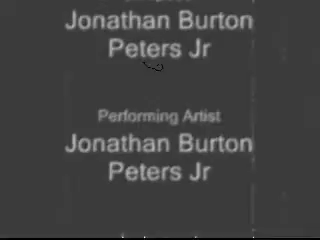 Jonathan Burton
Peters Jr
Performing Artist
Jonathan Burton
Peters Jr